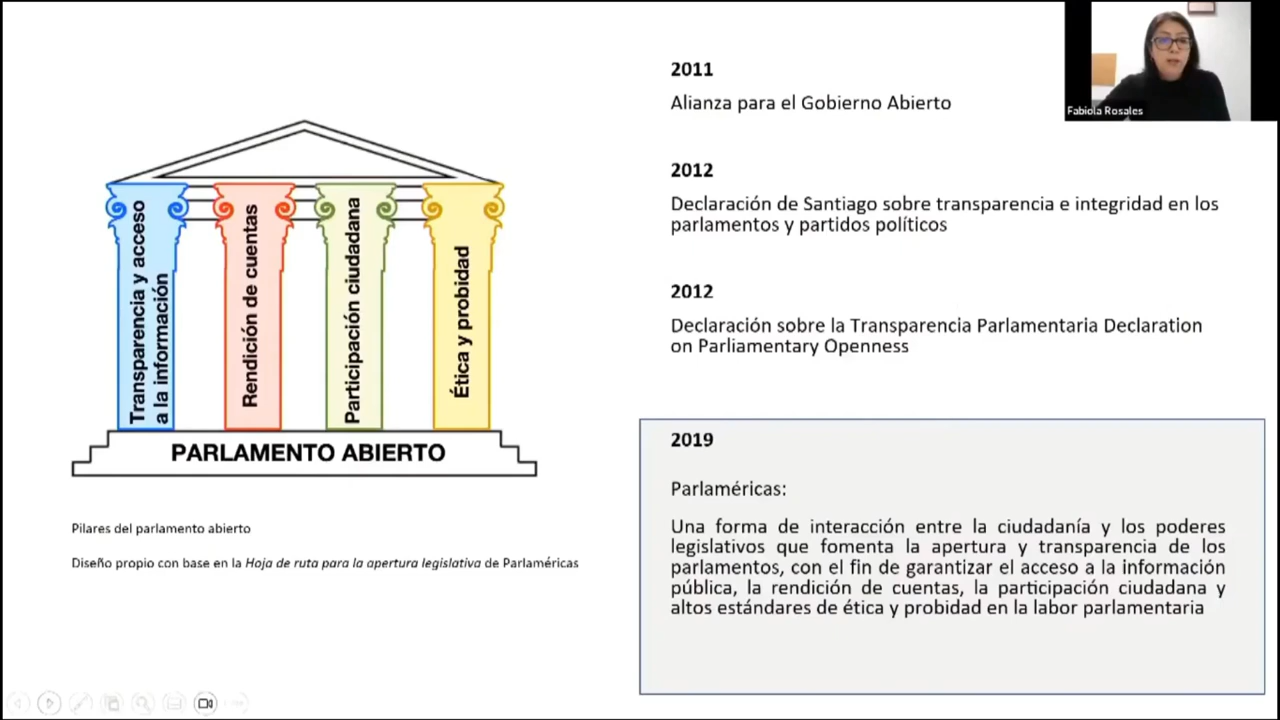 Transparencia y acceso
a la información
Rendición de cuentas
Participación ciudadana
Ética y probidad
PARLAMENTO ABIERTO
Pilares del parlamento abierto
Diseño propio con base en la Hoja de ruta para la apertura legislativa de Parlaméricas
2011
Alianza para el Gobierno Abierto
2012
Declaración de Santiago sobre transparencia e integridad en los
parlamentos y partidos políticos
2012
Declaración sobre la Transparencia Parlamentaria Declaration
on Parliamentary Openness
2019
Parlaméricas:
Una forma de interacción entre la ciudadanía y los poderes
legislativos que fomenta la apertura y transparencia de los
parlamentos, con el fin de garantizar el acceso a la información
pública, la rendición de cuentas, la participación ciudadana y
altos estándares de ética y probidad en la labor parlamentaria
Fabiola Rosales